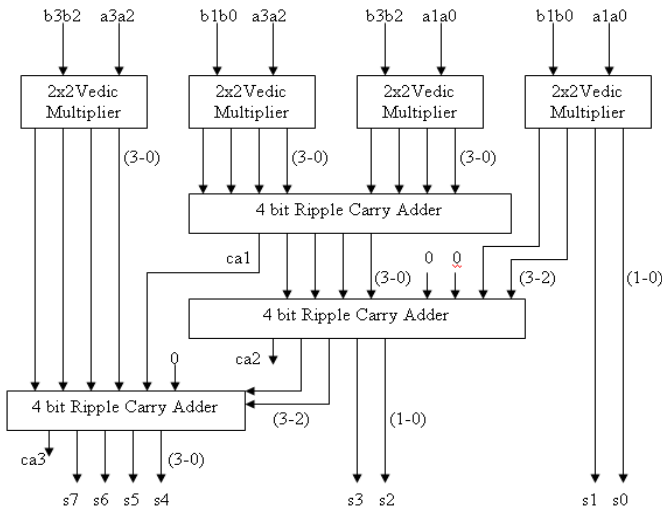 b3b2 a3a2 b1b0 a3a2 b3b2 a1a0 b1b0 a1a0
2x2Vedic Multiplier
2x2Vedic Multiplier
2x2Vedic Multiplier
2x2Vedic Multiplier
(3-0) (3-0) (3-0)
4 bit Ripple Carry Adder
ca1 (3-0) 0 0 (3-2) (1-0)
4 bit Ripple Carry Adder
0 ca2
4 bit Ripple Carry Adder
(3-2) (1-0)
ca3 (3-0)
s7 s6 s5 s4 s3 s2 s1 s0